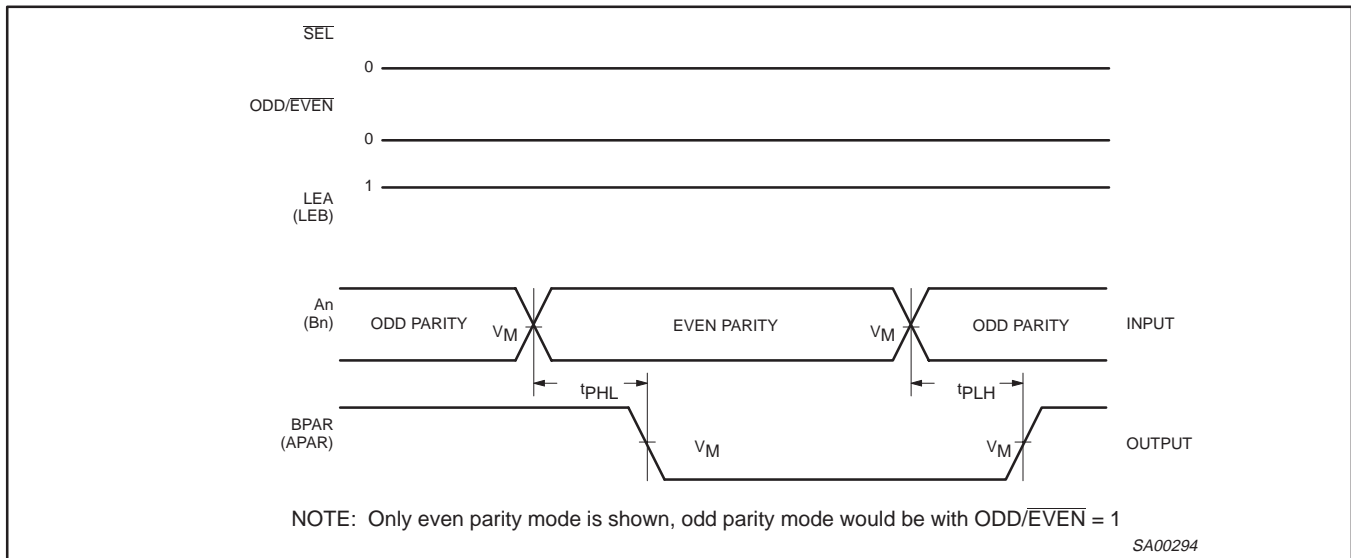 SEL
0
ODD/EVEN
0
1
LEA
(LEB)
An
(Bn)
ODD PARITY
VM
EVEN PARITY
VM
ODD PARITY
INPUT
tPHL
tPLH
BPAR
(APAR)
VM
VM
OUTPUT
NOTE: Only even parity mode is shown, odd parity mode would be with ODD/EVEN = 1
SA00294